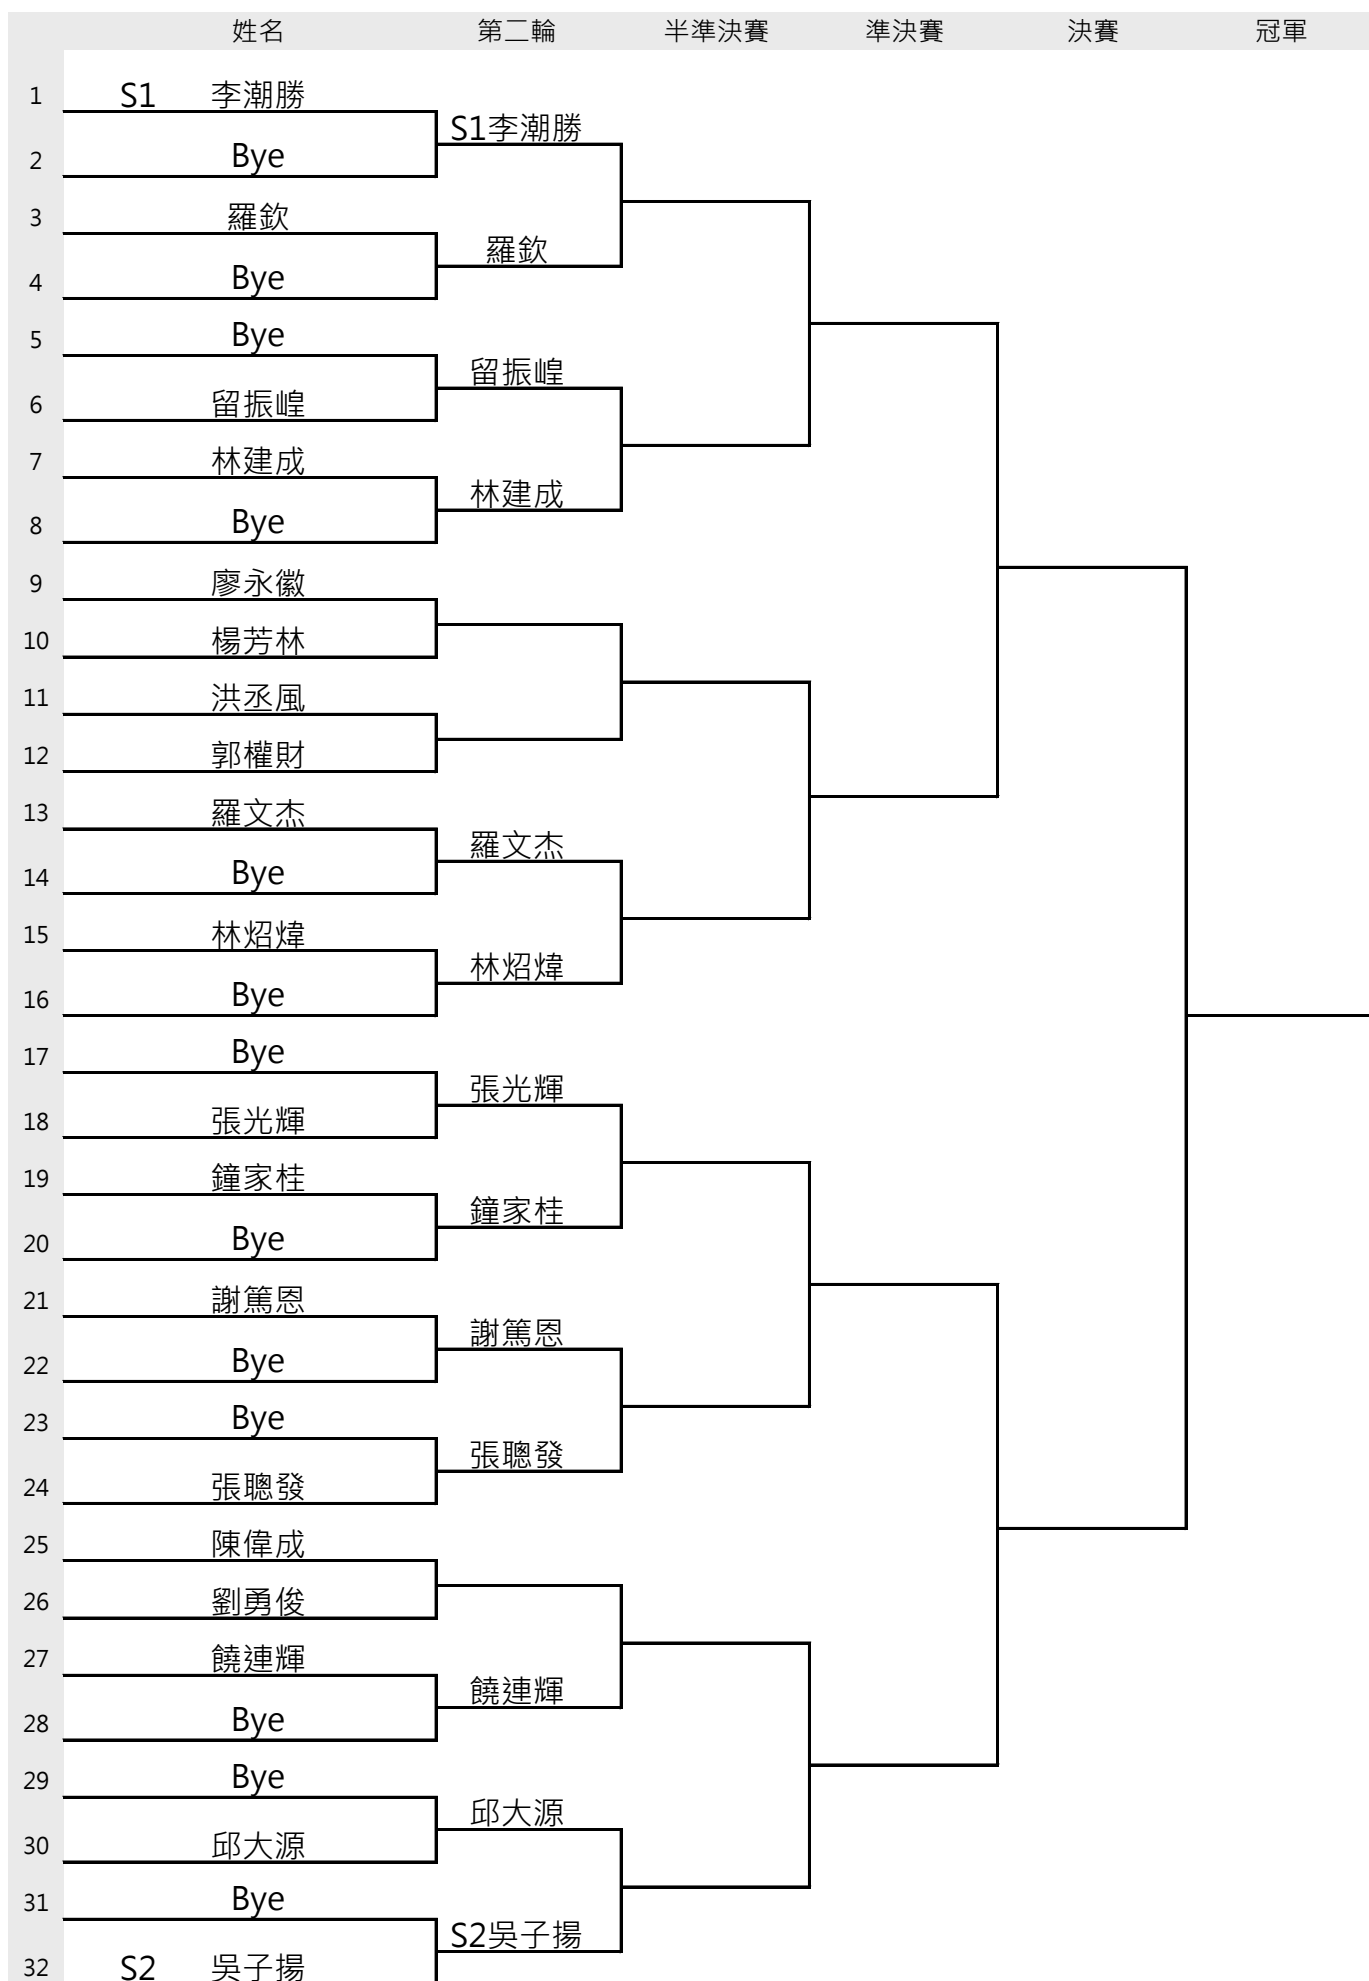 姓名 第二輪 半準決賽 準決賽 決賽 冠軍
1 S1 李潮勝
S1李潮勝
2 Bye
3 羅欽
羅欽
4 Bye
5 Bye
留振崲
6 留振崲
7 林建成
林建成
8 Bye
9 廖永徽
10 楊芳林
11 洪丞風
12 郭權財
13 羅文杰
羅文杰
14 Bye
15 林炤煒
林炤煒
16 Bye
17 Bye
張光輝
18 張光輝
19 鐘家桂
鐘家桂
20 Bye
21 謝篤恩
謝篤恩
22 Bye
23 Bye
張聰發
24 張聰發
25 陳偉成
26 劉勇俊
27 饒連輝
饒連輝
28 Bye
29 Bye
邱大源
30 邱大源
31 Bye
S2吳子揚
32 S2 吳子揚